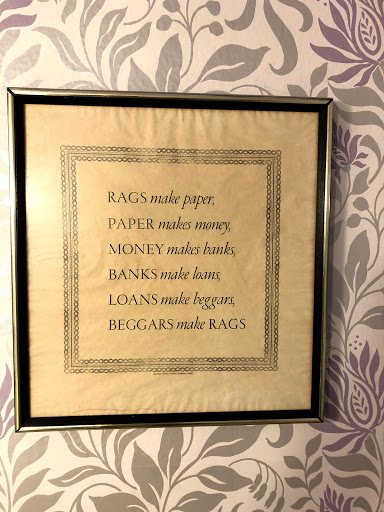 RAGS make paper,
PAPER makes money,
MONEY makes banks,
BANKS make loans,
LOANS make beggars,
BEGGARS make RAGS